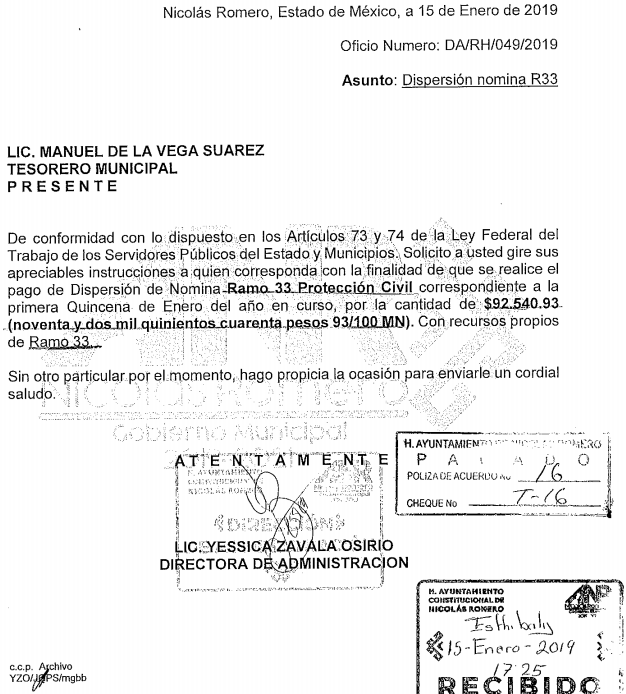 Nicolás Romero, Estado de México, a 15 de Enero de 2019
Oficio Numero: DA/RH/049/2019
Asunto: Dispersión nomina R33
LIC. MANUEL DE LA VEGA SUAREZ
TESORERO MUNICIPAL
P R E S E N T E
De conformidad con lo dispuesto en los Artículos 73 y 74 de la Ley Federal del
Trabajo de los Servidores Públicos del Estado y Municipios. Solicito a usted gire sus
apreciables instrucciones a quien corresponda con la finalidad de que se realice el
pago de Dispersión de Nomina Ramo 33 Protección Civil correspondiente a la
primera Quincena de Enero del año en curso, por la cantidad de $92,540.93
(noventa y dos mil quinientos cuarenta pesos 93/100 MN). Con recursos propios
de Ramo 33
Sin otro particular por el momento, hago propicia la ocasión para enviarle un cordial
saludo.
Nicolás Romero
Gobierno Municipal
A T E N T A M E N T E
H. AYUNTAMIENTO
NICOLÁS ROMERO
DIRECCIÓN
LIC. YESSICA ZAVALA OSIRIO
DIRECTORA DE ADMINISTRACION
H. AYUNTAMIENTO DE NICOLAS ROMERO
P A G A D O
POLIZA DE ACUERDO No 16
CHEQUE No T-16
H. AYUNTAMIENTO
CONSTITUCIONAL DE
NICOLÁS ROMERO
15-Enero-2019
17:25
RECIBIDO
c.c.p. Archivo